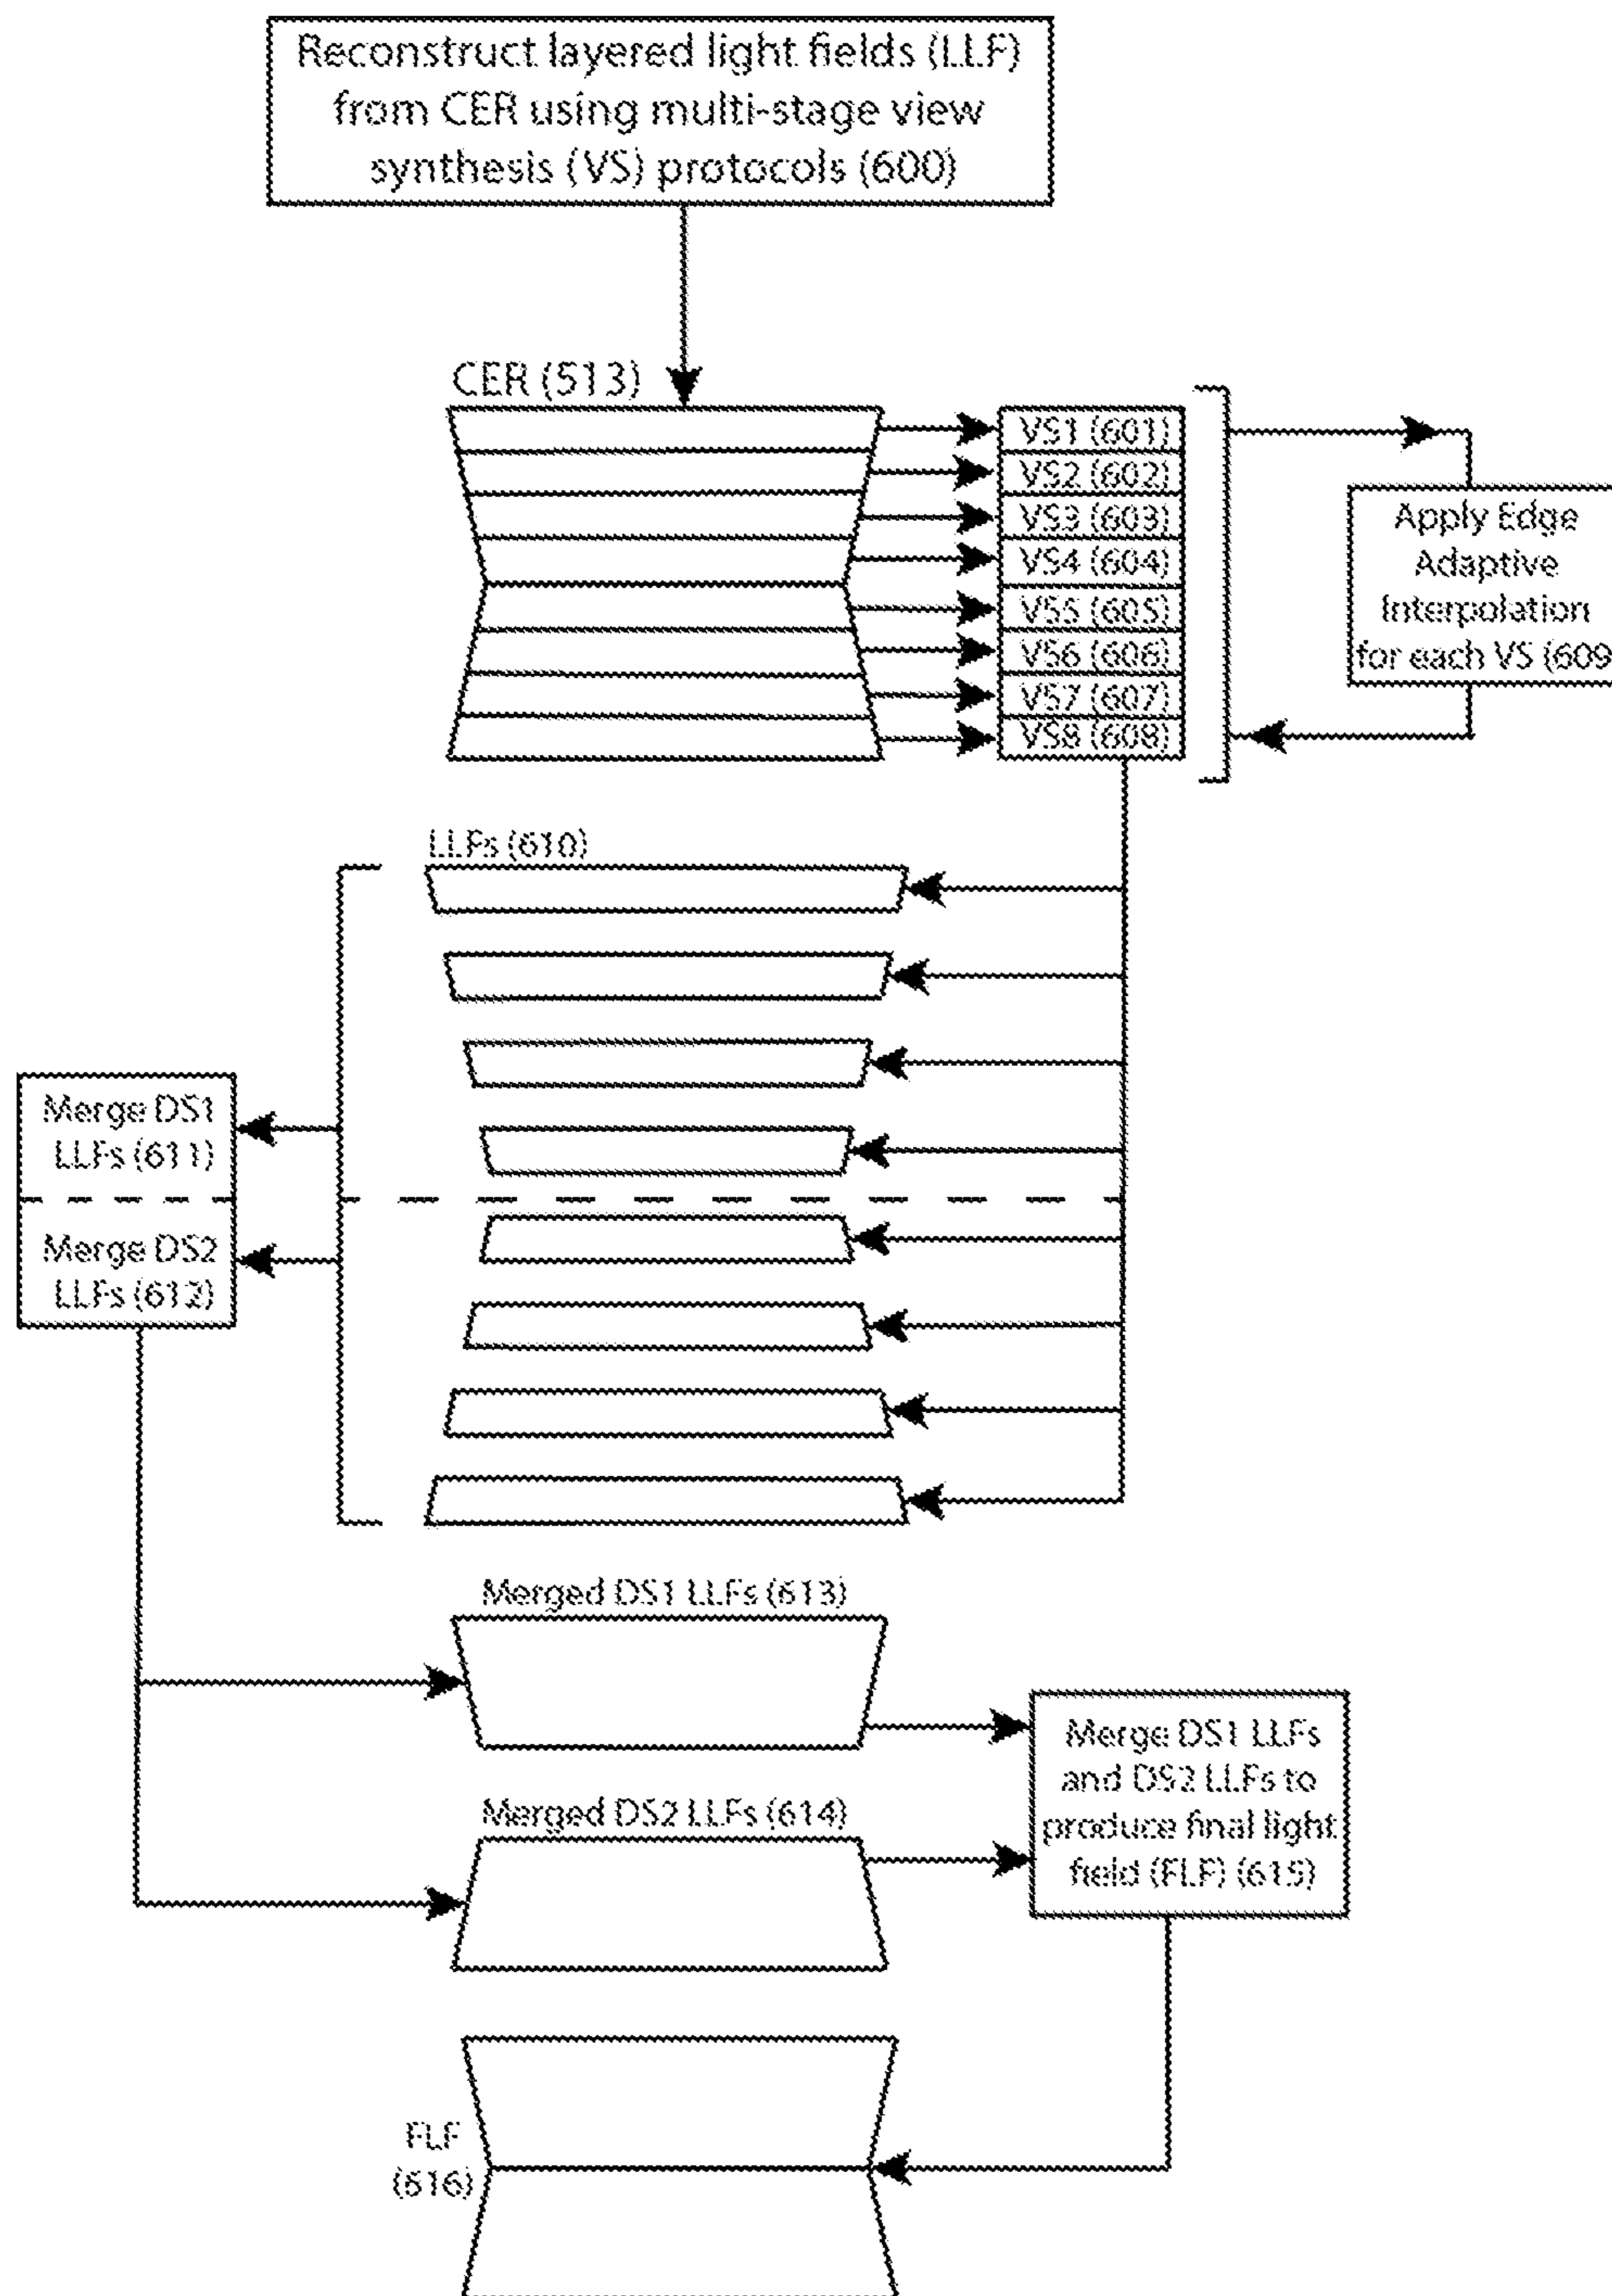 Reconstruct layered light fields (LLF)
from CER using multi-stage view
synthesis (VS) protocols (600)
CER (513)
VS1 (601)
VS2 (602)
VS3 (603)
VS4 (604)
VS5 (605)
VS6 (606)
VS7 (607)
VS8 (608)
Apply Edge
Adaptive
Interpolation
for each VS (609
LLFs (610)
Merge DS1
LLFs (611)
Merge DS2
LLFs (612)
Merged DS1 LLFs (613)
Merged DS2 LLFs (614)
Merge DS1 LLFs
and DS2 LLFs to
produce final light
field (FLF) (615)
FLF
(616)